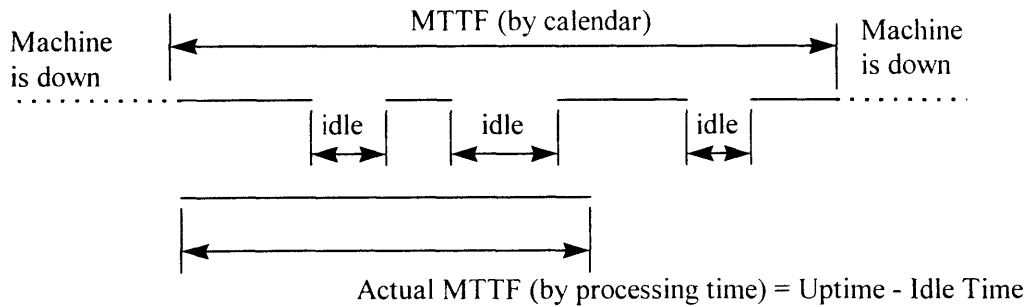 MTTF (by calendar)
Machine
is down
Machine
is down
idle
idle
idle
Actual MTTF (by processing time) = Uptime - Idle Time